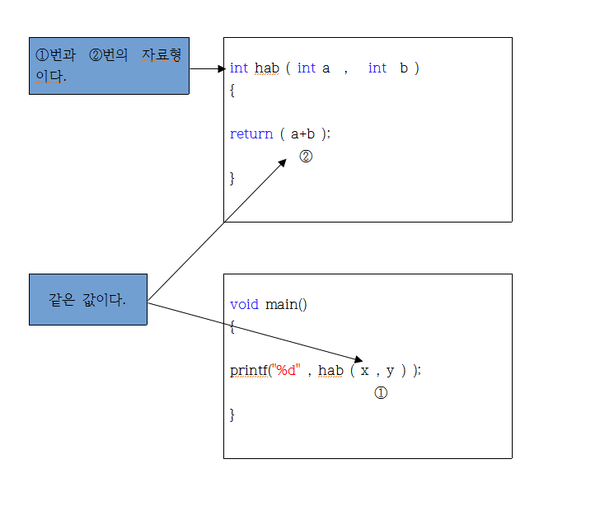 ①번과 ②번의 자료형
이다.
int hab ( int a , int b )
{
return ( a+b );
②
}
같은 값이다.
void main()
{
printf("%d" , hab ( x , y ) );
①
}